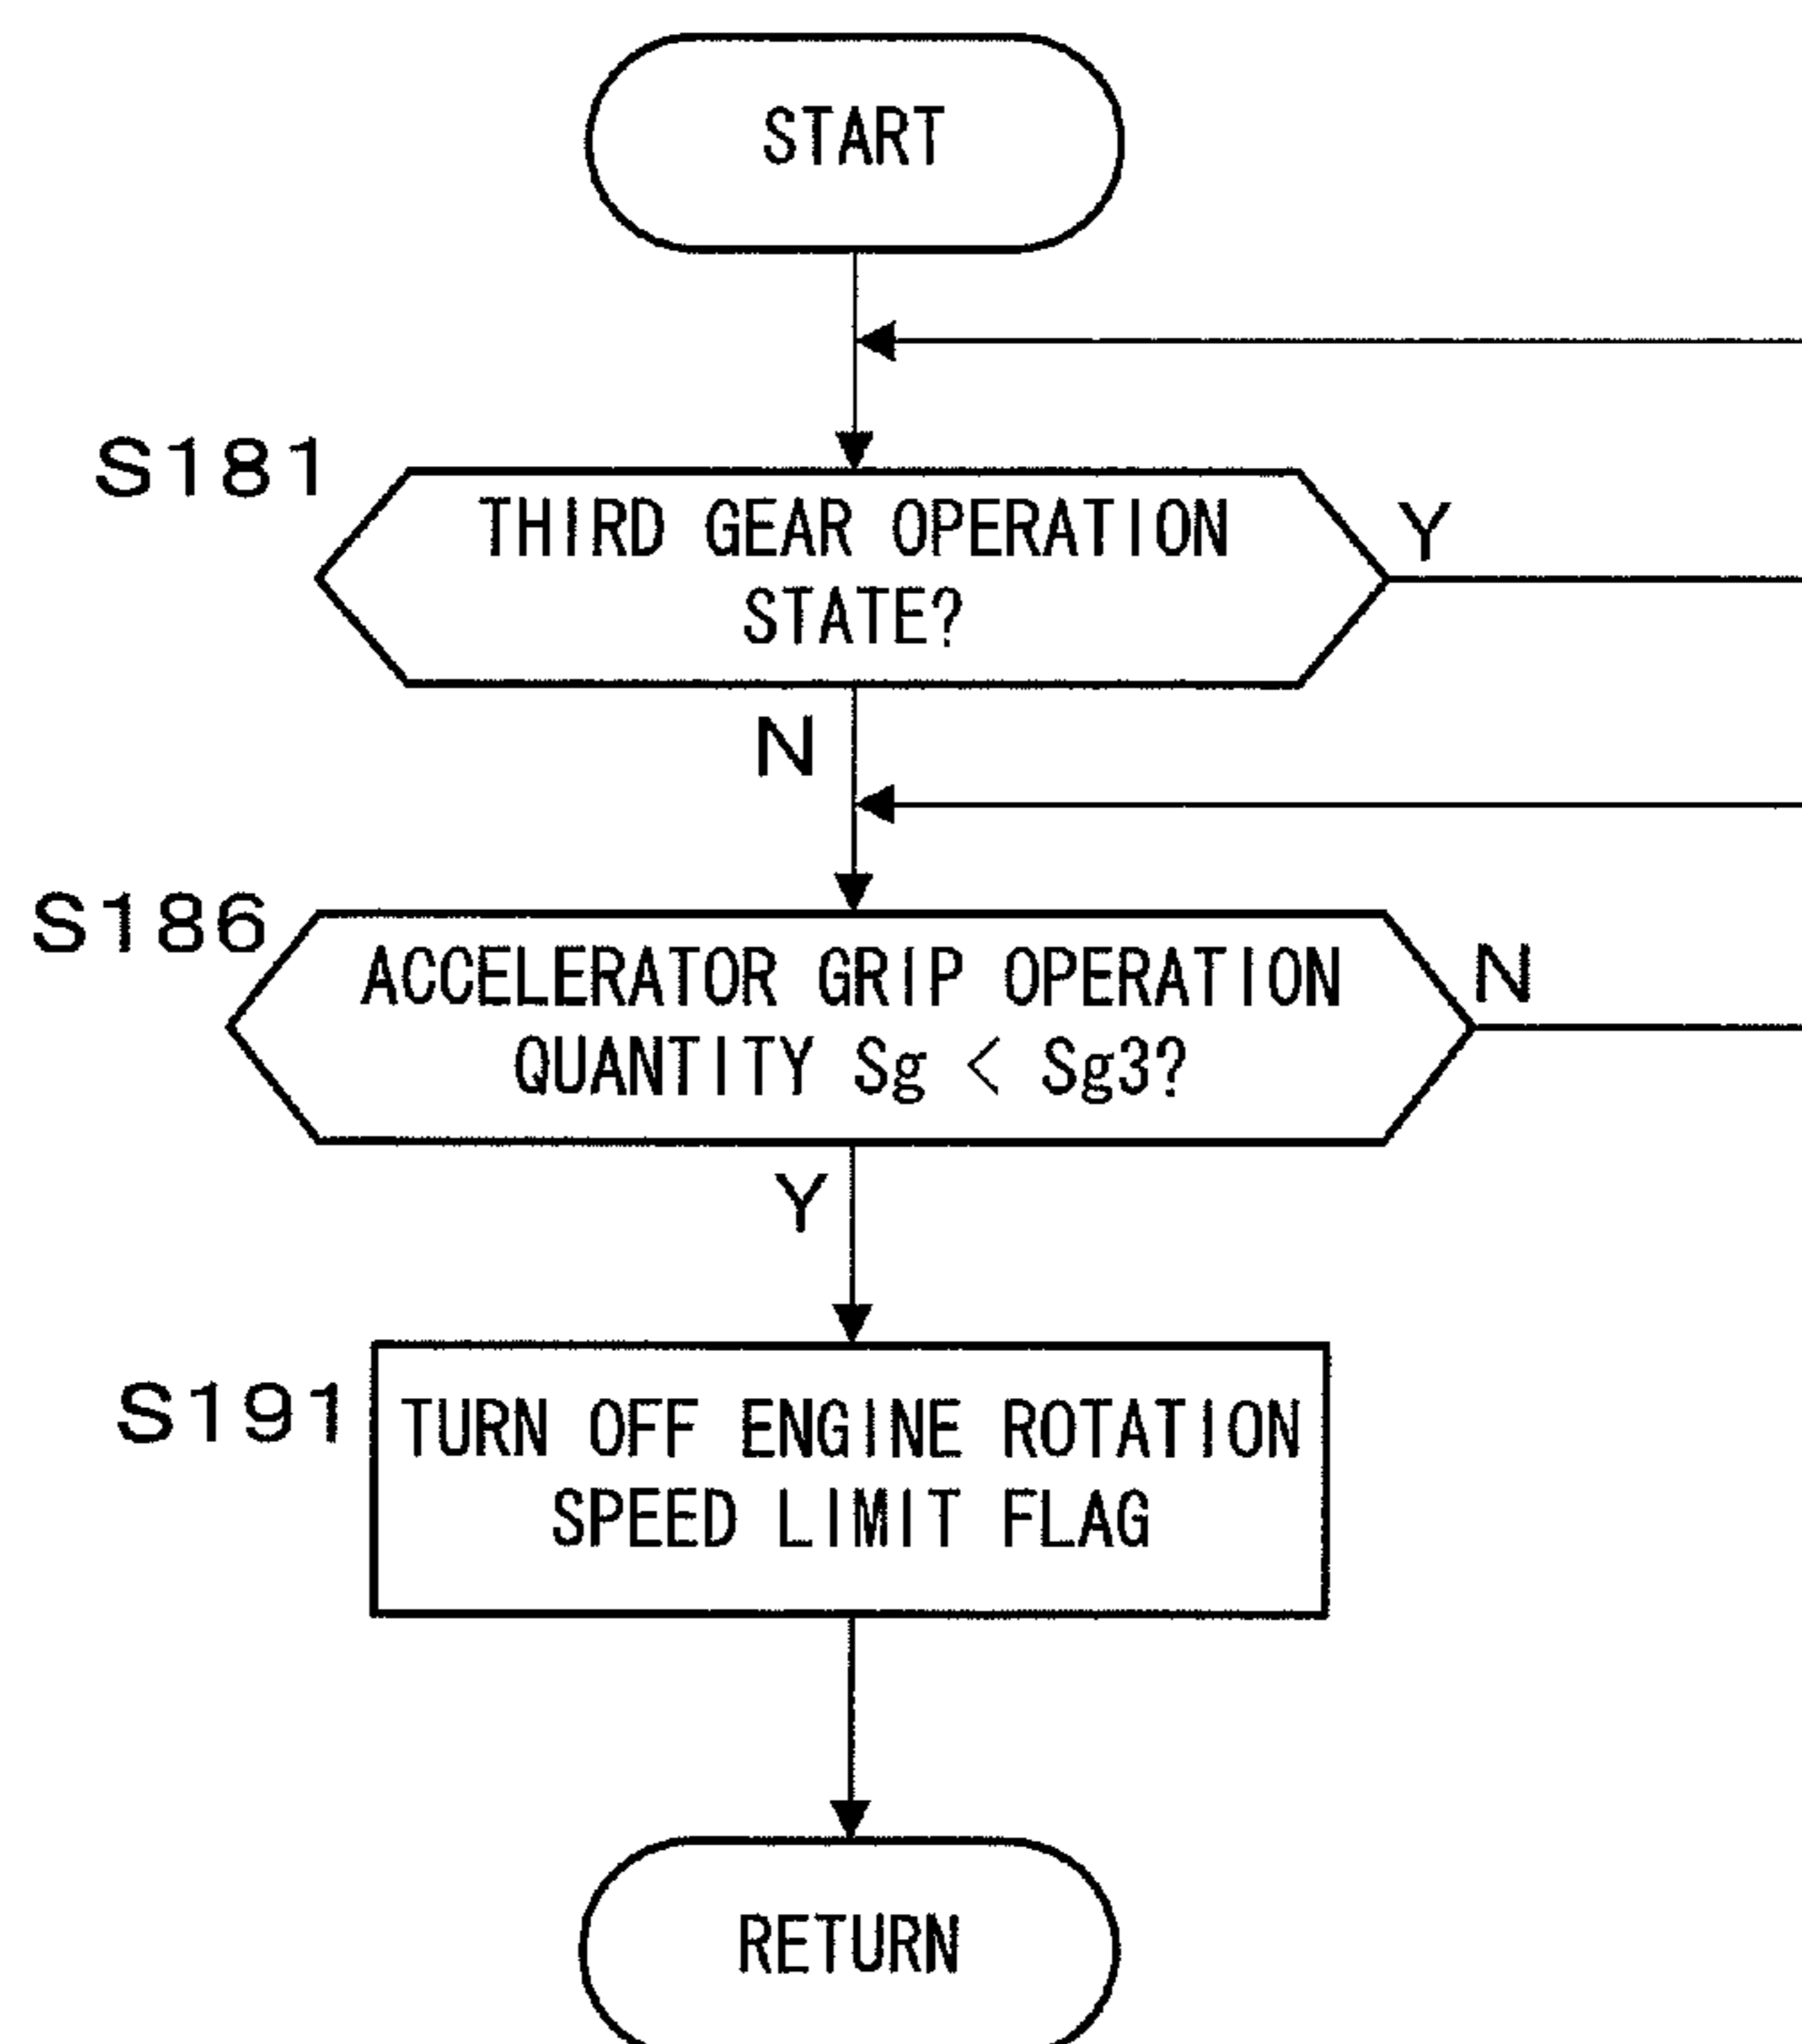 START
S181
THIRD GEAR OPERATION
STATE?
Y
N
S186
ACCELERATOR GRIP OPERATION
QUANTITY Sg < Sg3?
N
Y
S191
TURN OFF ENGINE ROTATION
SPEED LIMIT FLAG
RETURN